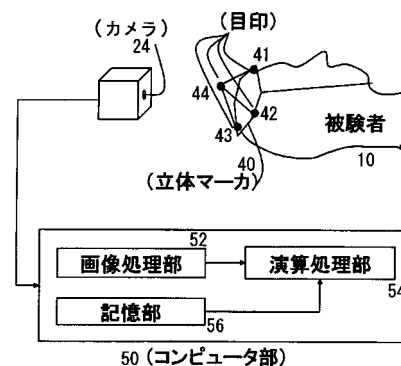 (目印)
(カメラ)
24
41
44
42
43
被験者
40
10
(立体マーカ)
52
画像処理部
演算処理部
54
記憶部
56
50 (コンピュータ部)